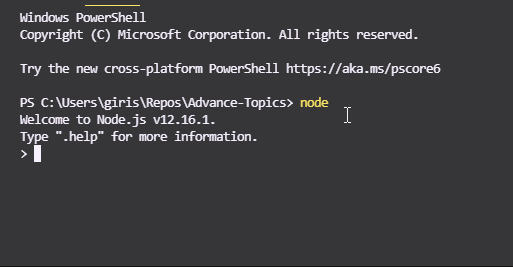 Windows PowerShell
Copyright (C) Microsoft Corporation. All rights reserved.
Try the new cross-platform PowerShell https://aka.ms/pscore6
PS C:\Users\giris\Repos\Advance-Topics> node
Welcome to Node.js v12.16.1.
Type ".help" for more information.
>